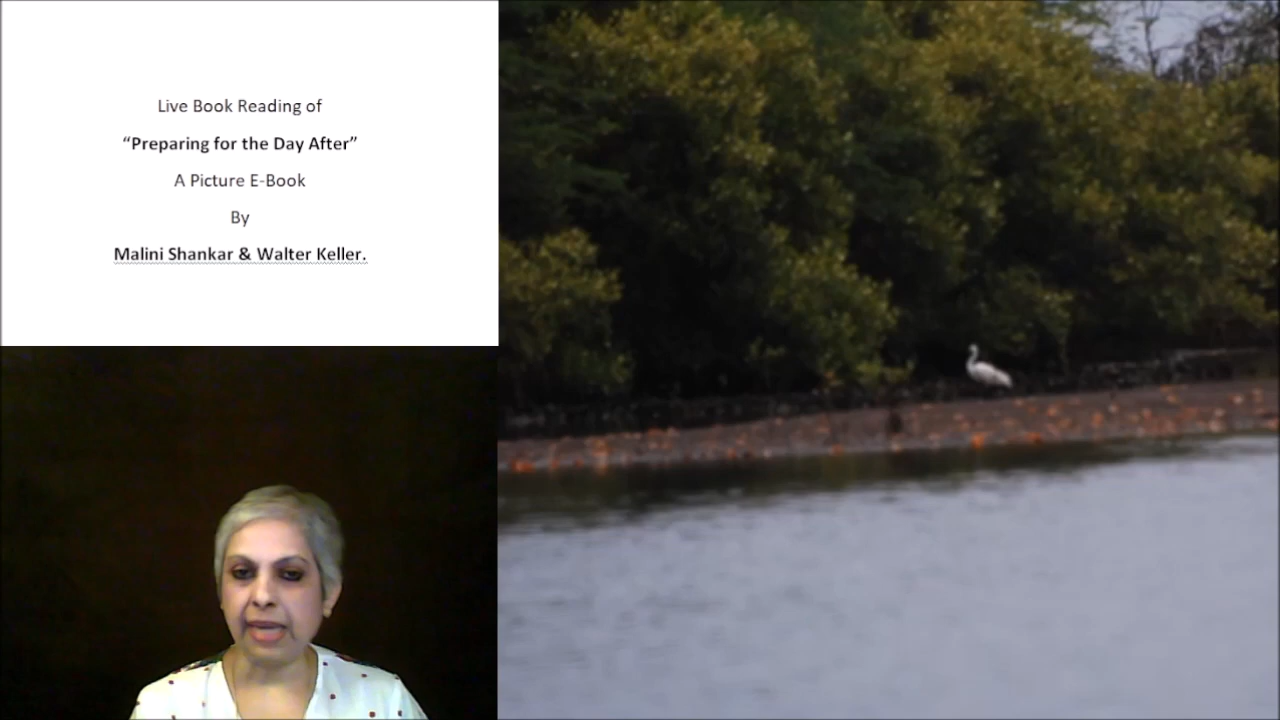 Live Book Reading of
“Preparing for the Day After”
A Picture E-Book
By
Malini Shankar & Walter Keller.